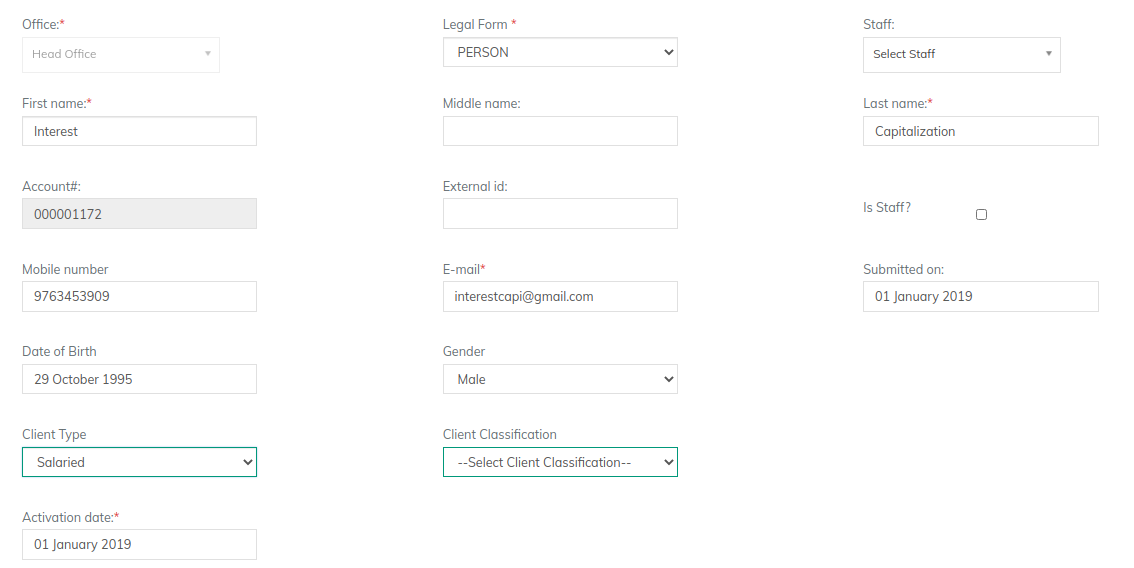 Office:* Legal Form * Staff:
Head Office PERSON Select Staff
First name:* Middle name: Last name:*
Interest Capitalization
Account#: External id:
000001172 Is Staff?
Mobile number E-mail* Submitted on:
9763453909 interestcapi@gmail.com 01 January 2019
Date of Birth Gender
29 October 1995 Male
Client Type Client Classification
Salaried --Select Client Classification--
Activation date:*
01 January 2019